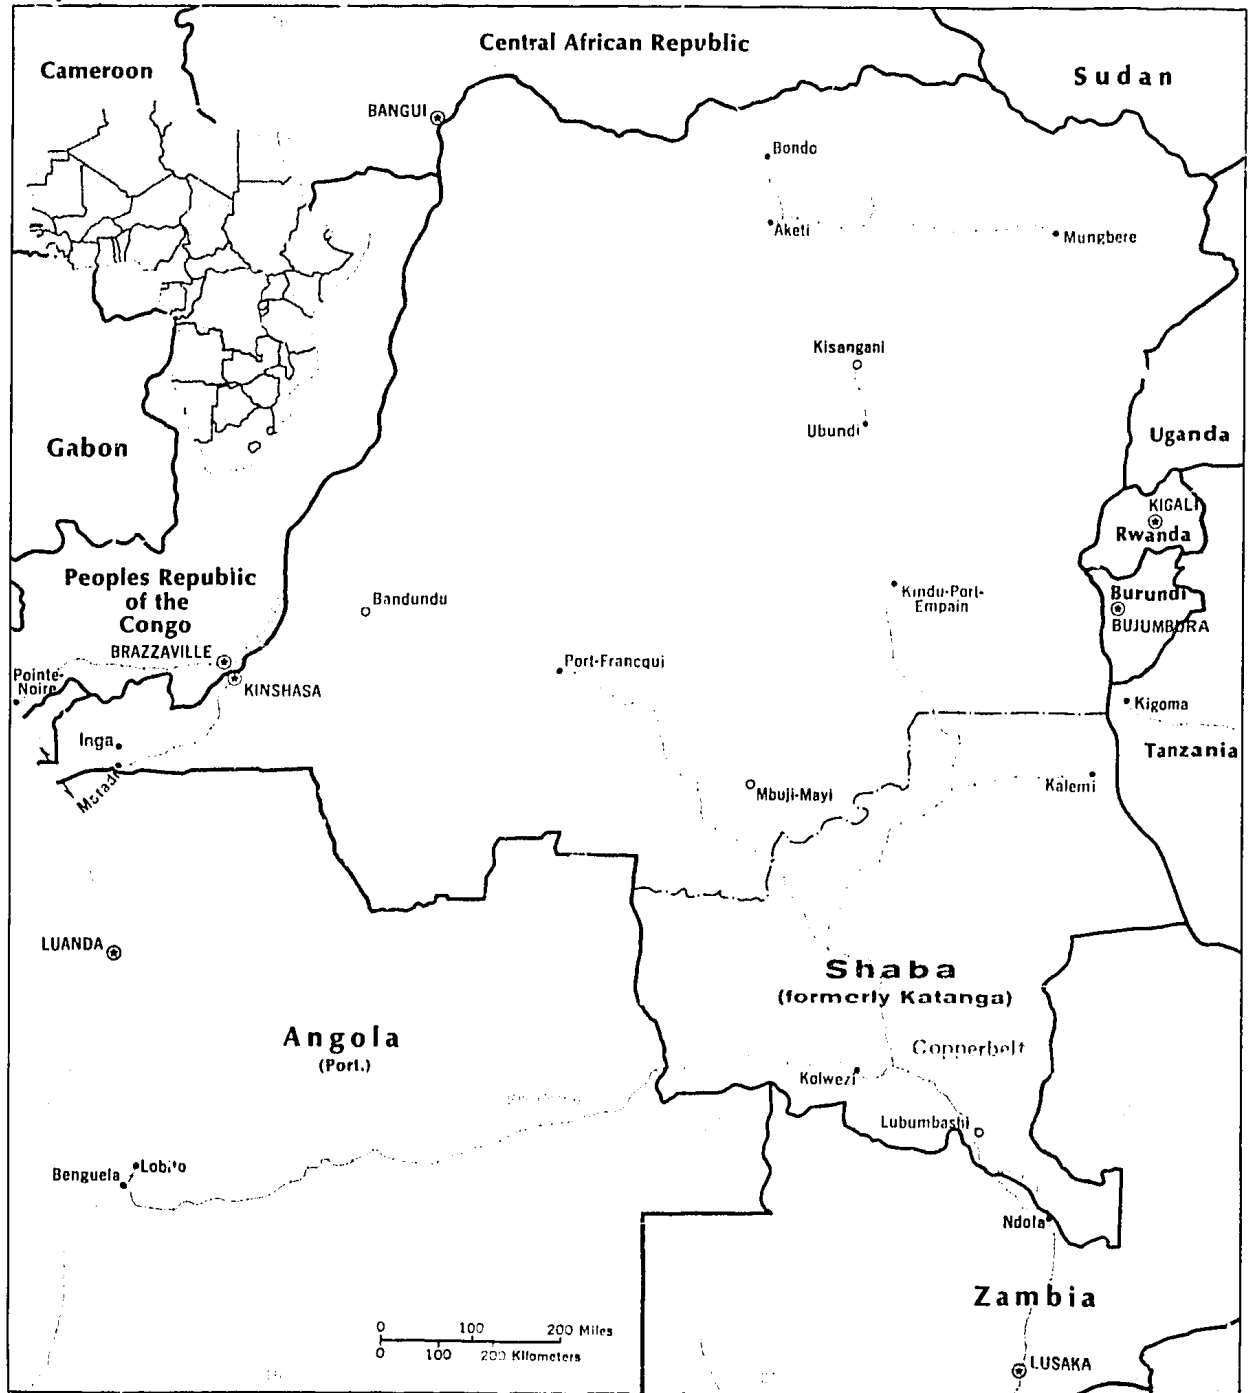 Central African Republic
Cameroon
Sudan
BANGUI
Bondo
Aketi
Mungbere
Kisangani
Ubundi
Gabon
Uganda
KIGALI
Rwanda
Peoples Republic
of the
Congo
Bandundu
Kindu-Port-
Empain
Burundi
BUJUMBURA
BRAZZAVILLE
Port-Francqui
Pointe-
Noire
KINSHASA
Kigoma
Inga
Tanzania
Matadi
Mbuji-Mayi
Kalemi
LUANDA
Shaba
(formerly Katanga)
Angola
(Port.)
Copperbelt
Kolwezi
Lubumbashi
Lobito
Benguela
Ndola
Zambia
0 100 200 Miles
0 100 200 Kilometers
LUSAKA